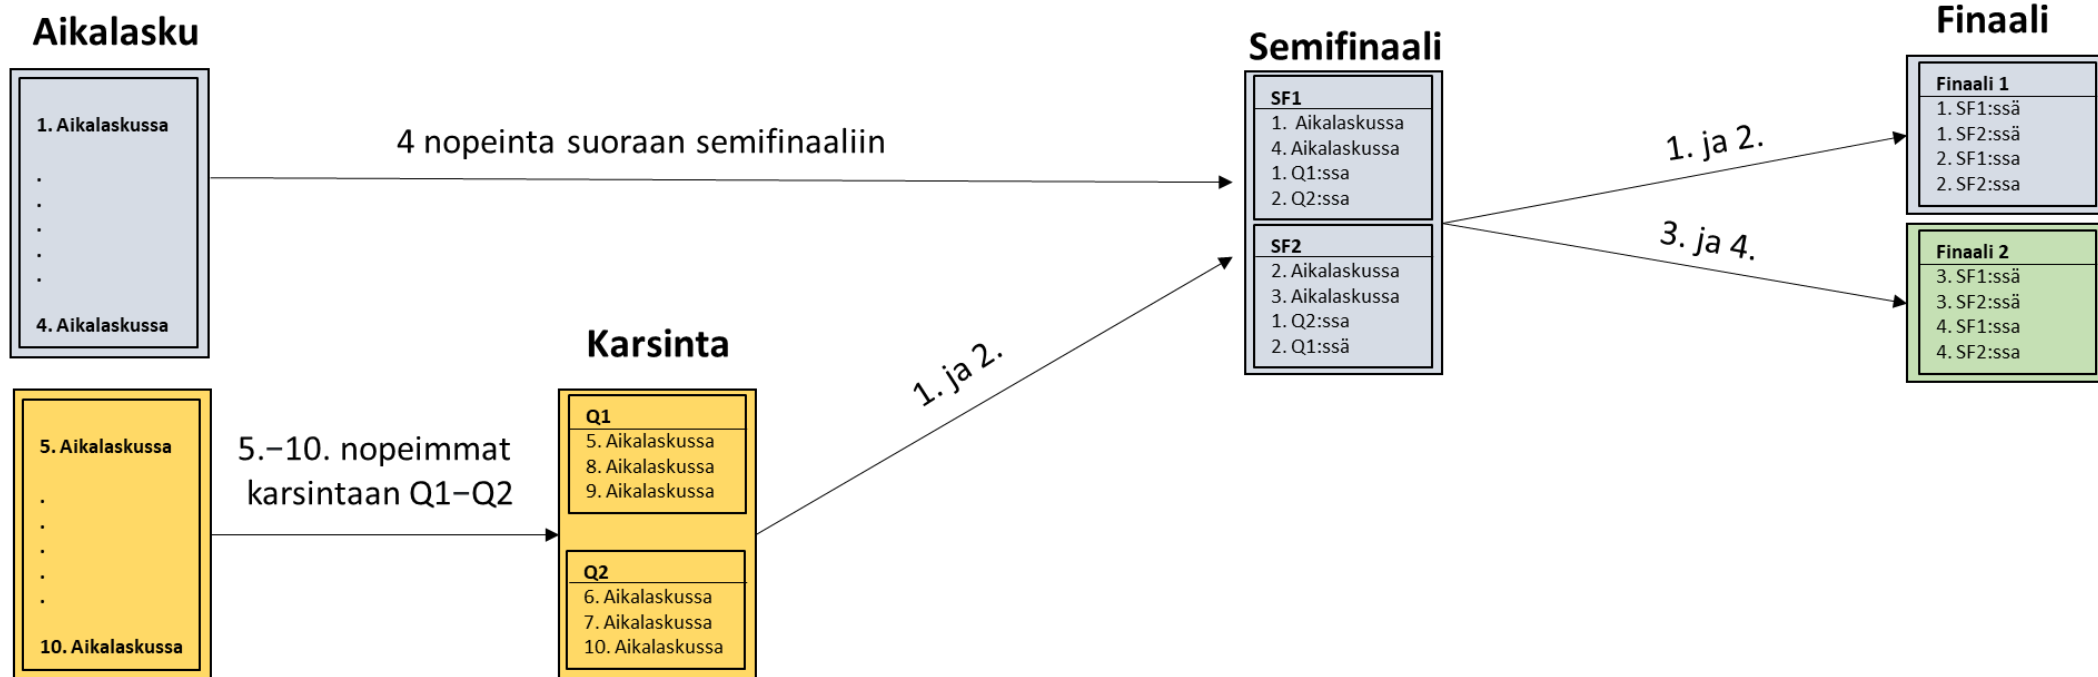 Aikalasku
1. Aikalaskussa
.
.
.
.
.
4. Aikalaskussa
5. Aikalaskussa
.
.
.
.
.
10. Aikalaskussa
4 nopeinta suoraan semifinaaliin
5.–10. nopeimmat
karsintaan Q1–Q2
Karsinta
Q1
5. Aikalaskussa
8. Aikalaskussa
9. Aikalaskussa
Q2
6. Aikalaskussa
7. Aikalaskussa
10. Aikalaskussa
1. ja 2.
Semifinaali
SF1
1. Aikalaskussa
4. Aikalaskussa
1. Q1:ssa
2. Q2:ssa
SF2
2. Aikalaskussa
3. Aikalaskussa
1. Q2:ssa
2. Q1:ssä
1. ja 2.
3. ja 4.
Finaali
Finaali 1
1. SF1:ssä
1. SF2:ssä
2. SF1:ssa
2. SF2:ssa
Finaali 2
3. SF1:ssä
3. SF2:ssä
4. SF1:ssa
4. SF2:ssa